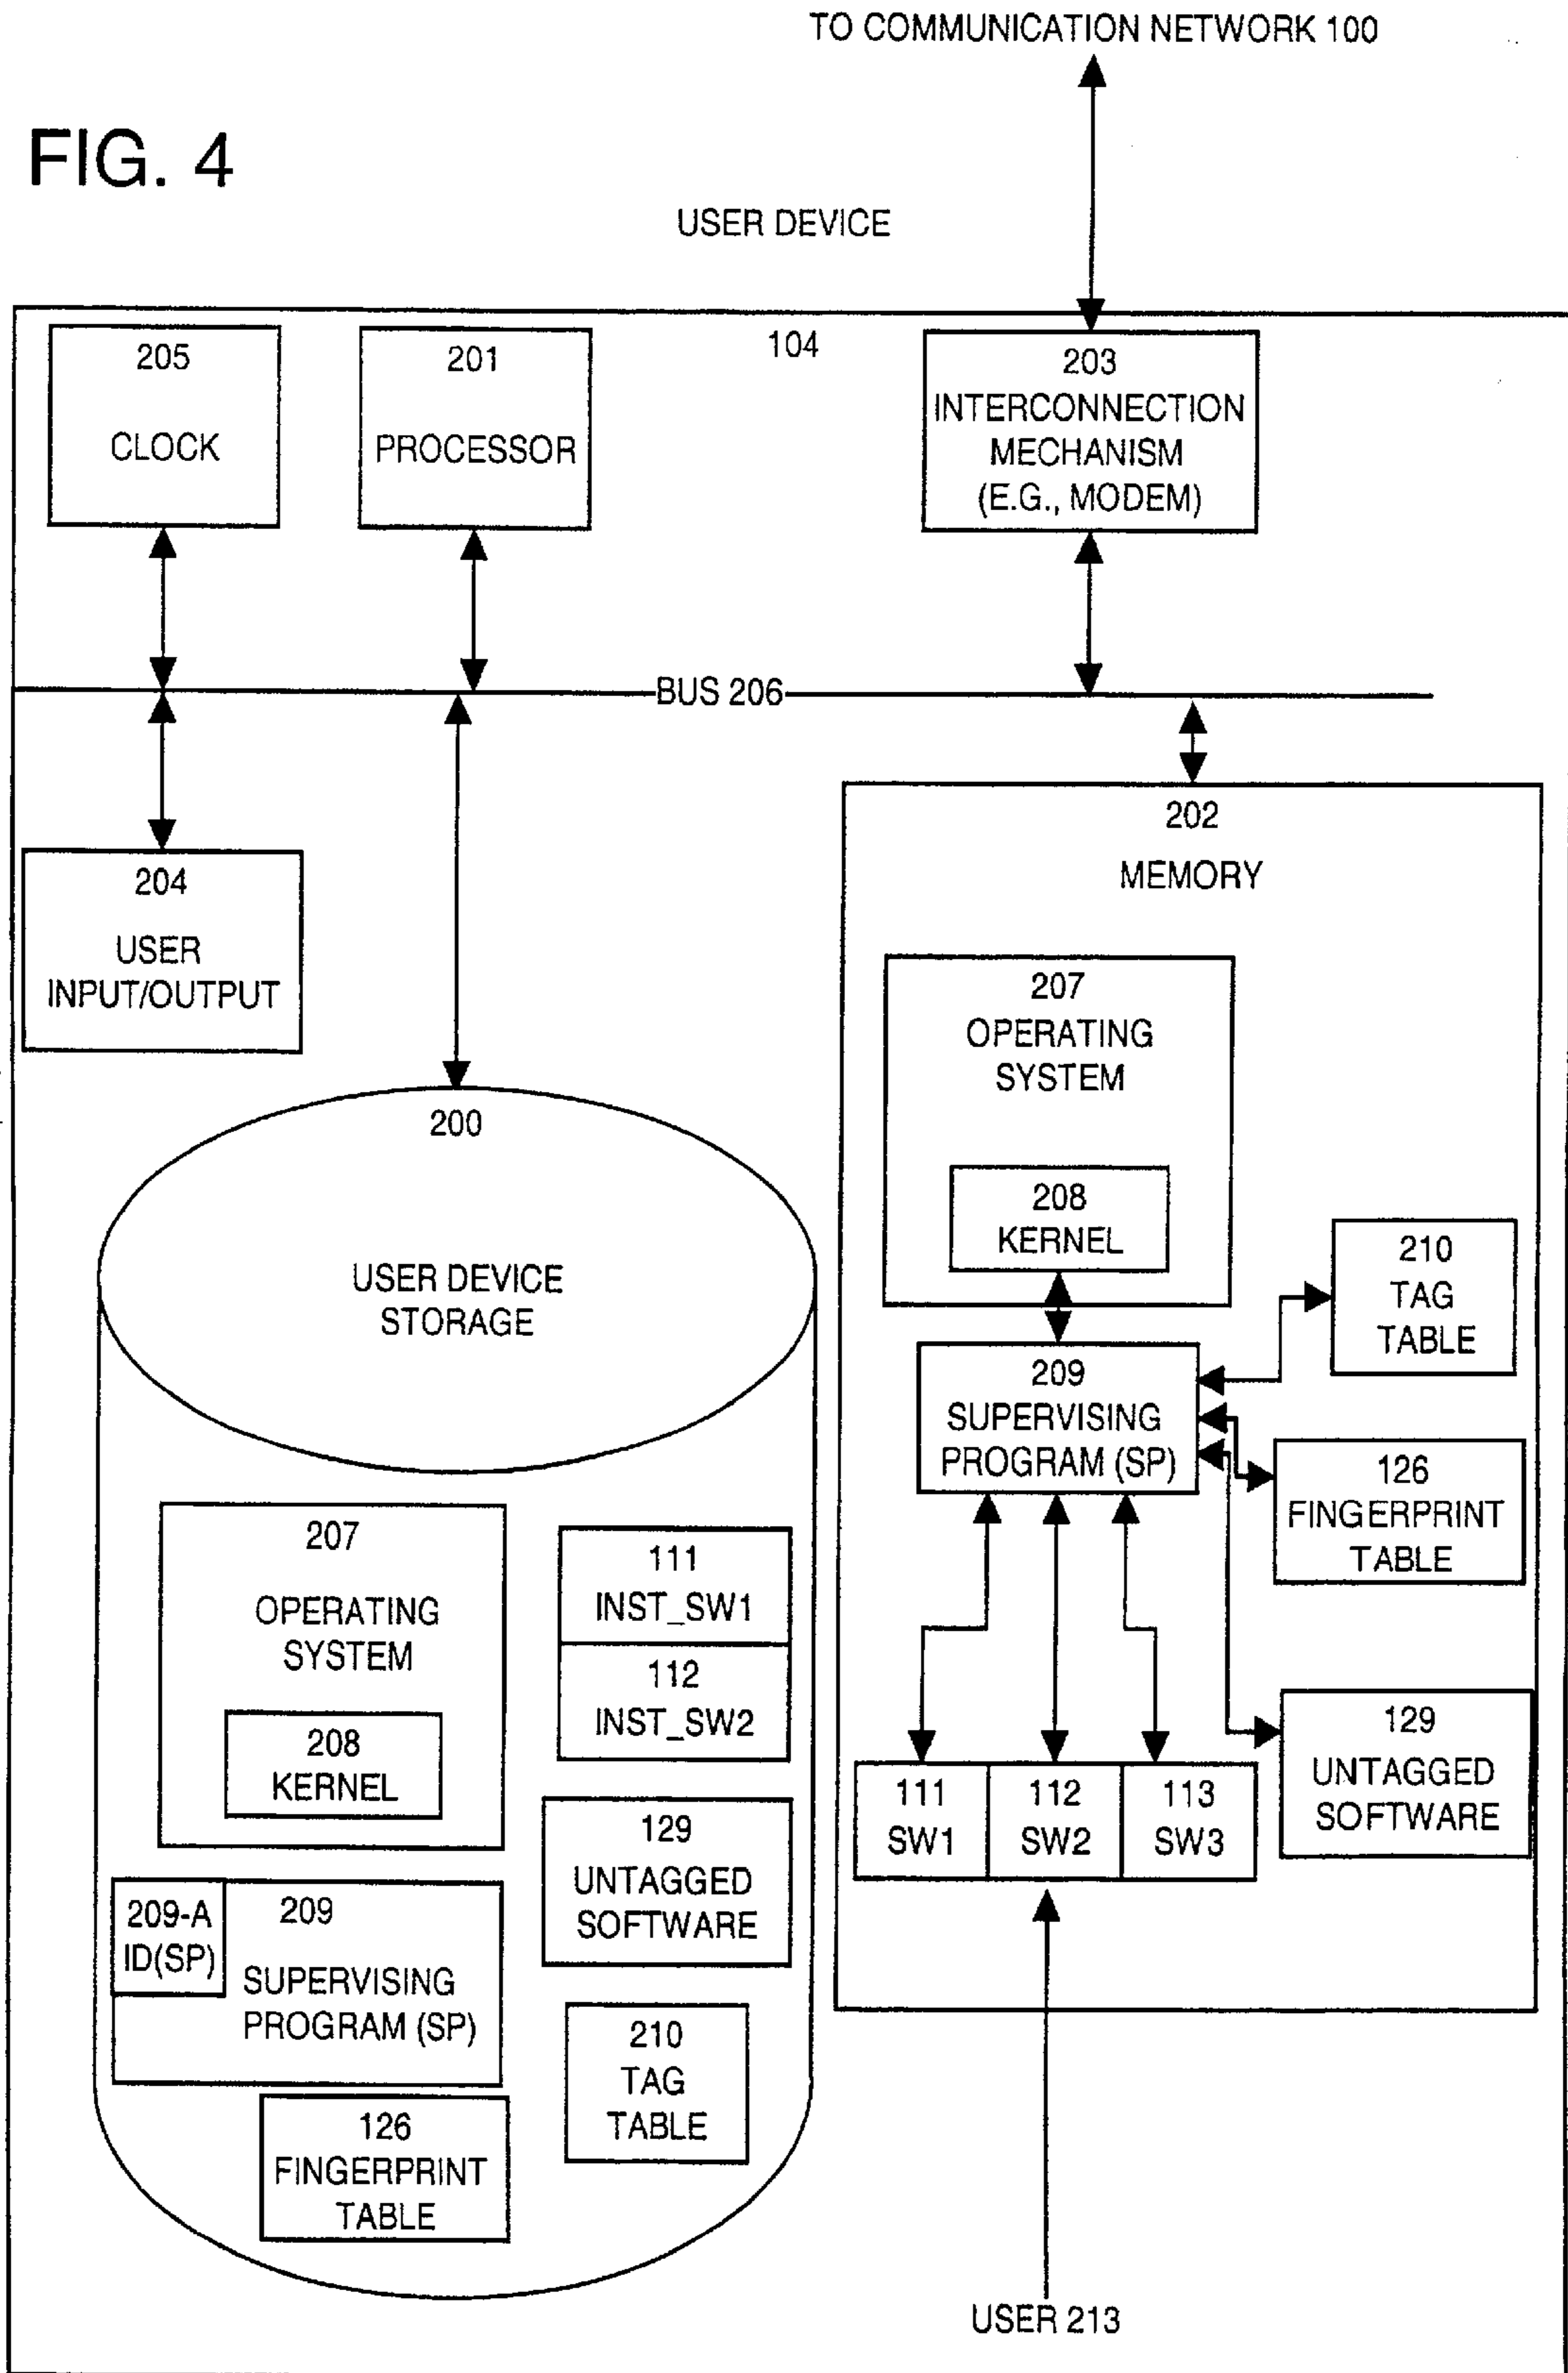 TO COMMUNICATION NETWORK 100
FIG. 4
USER DEVICE
104
205
CLOCK
201
PROCESSOR
203
INTERCONNECTION
MECHANISM
(E.G., MODEM)
BUS 206
204
USER
INPUT/OUTPUT
200
USER DEVICE
STORAGE
207
OPERATING
SYSTEM
208
KERNEL
111
INST_SW1
112
INST_SW2
129
UNTAGGED
SOFTWARE
209-A
ID(SP)
209
SUPERVISING
PROGRAM (SP)
210
TAG
TABLE
126
FINGERPRINT
TABLE
202
MEMORY
207
OPERATING
SYSTEM
208
KERNEL
210
TAG
TABLE
209
SUPERVISING
PROGRAM (SP)
126
FINGERPRINT
TABLE
129
UNTAGGED
SOFTWARE
111
SW1
112
SW2
113
SW3
USER 213